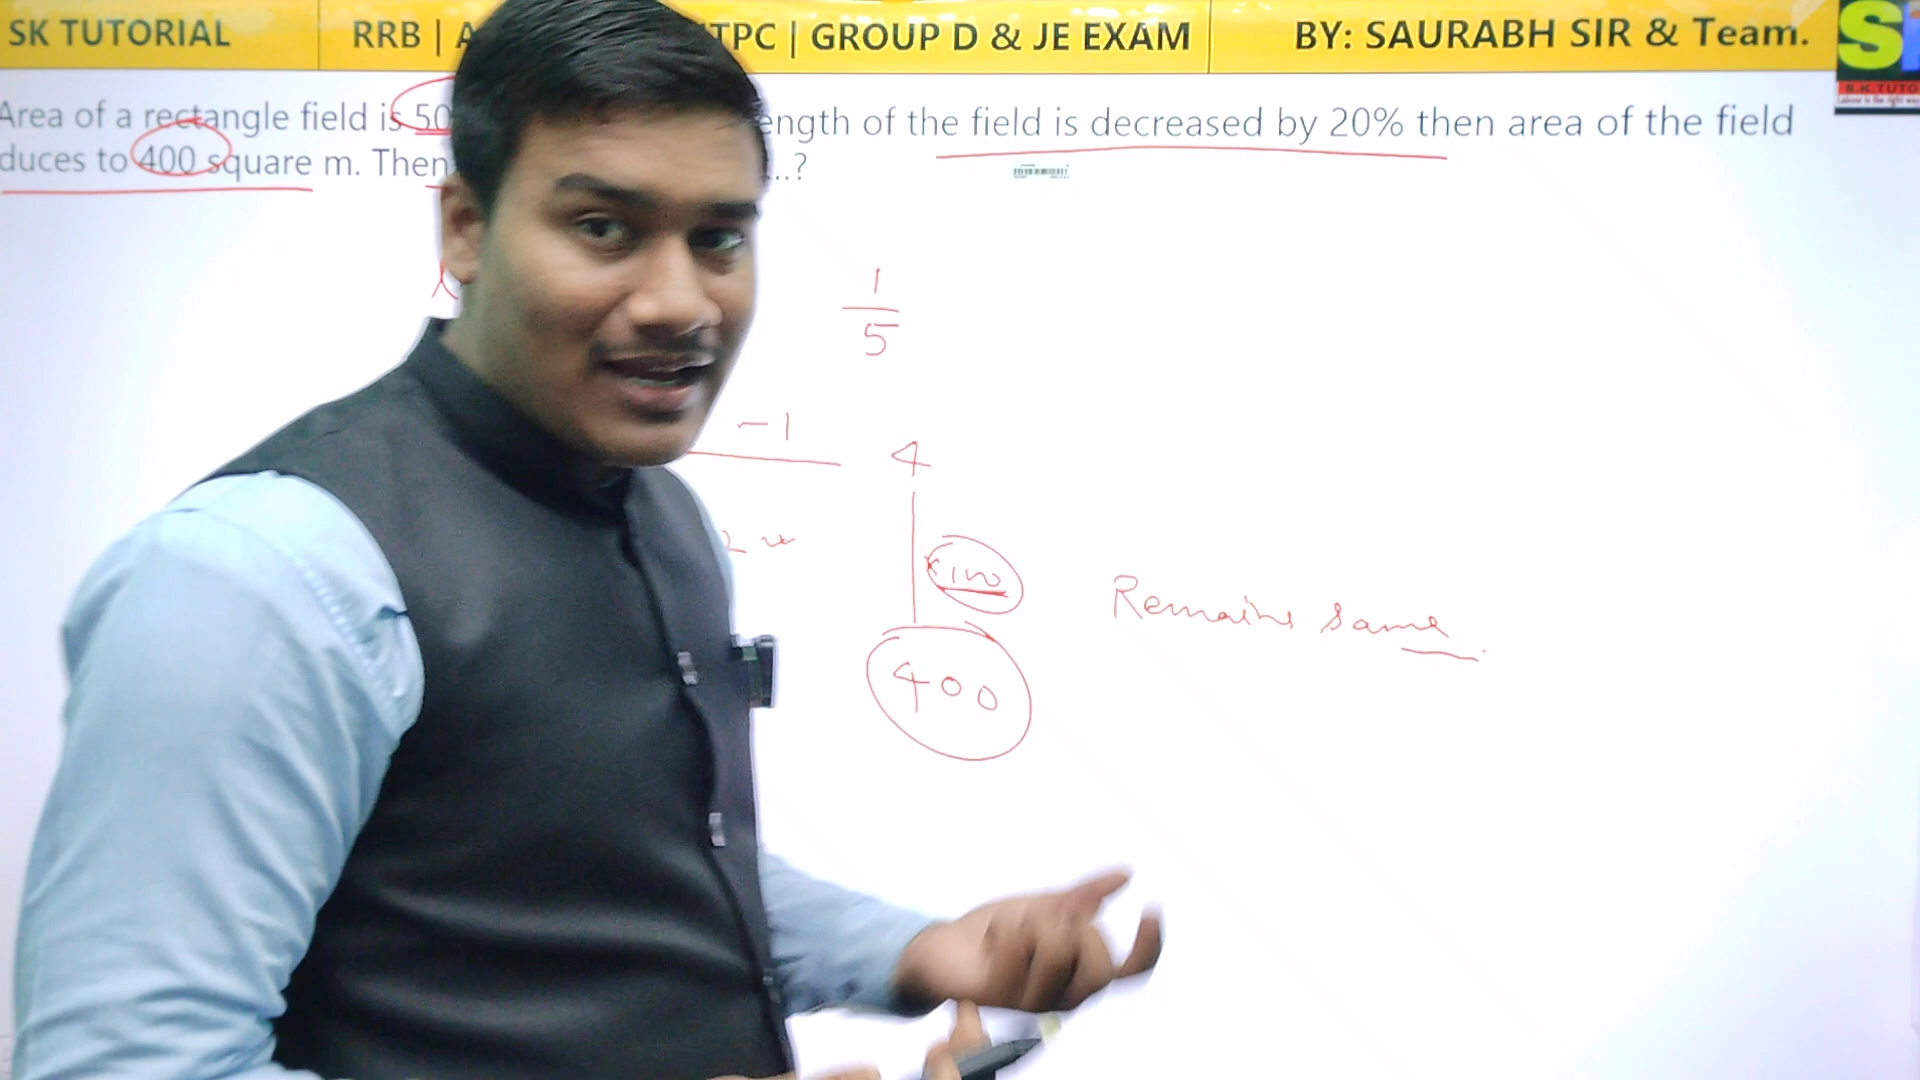 SK TUTORIAL RRB | A TPC | GROUP D & JE EXAM BY: SAURABH SIR & Team.
Area of a rectangle field is 50 ength of the field is decreased by 20% then area of the field
duces to 400 square m. Then ..?
1
5
-1
4
×100
Remains same
400